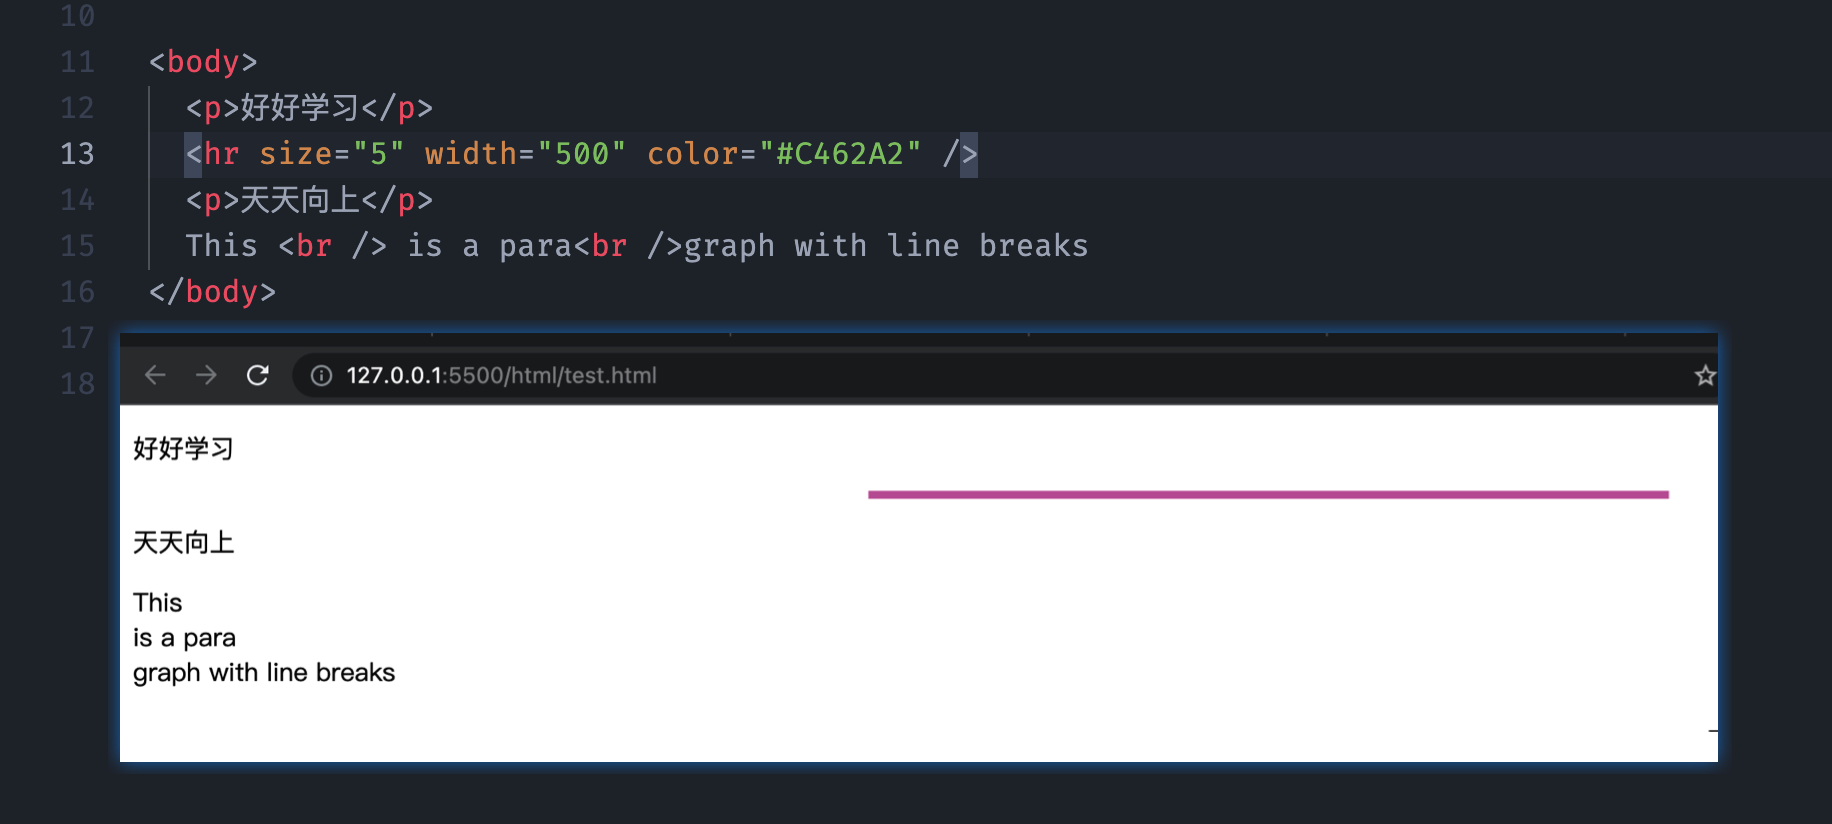 10
11 <body>
12 <p>好好学习</p>
13 <hr size="5" width="500" color="#C462A2" />
14 <p>天天向上</p>
15 This <br /> is a para<br />graph with line breaks
16 </body>
17
18
127.0.0.1:5500/html/test.html
好好学习
天天向上
This
is a para
graph with line breaks